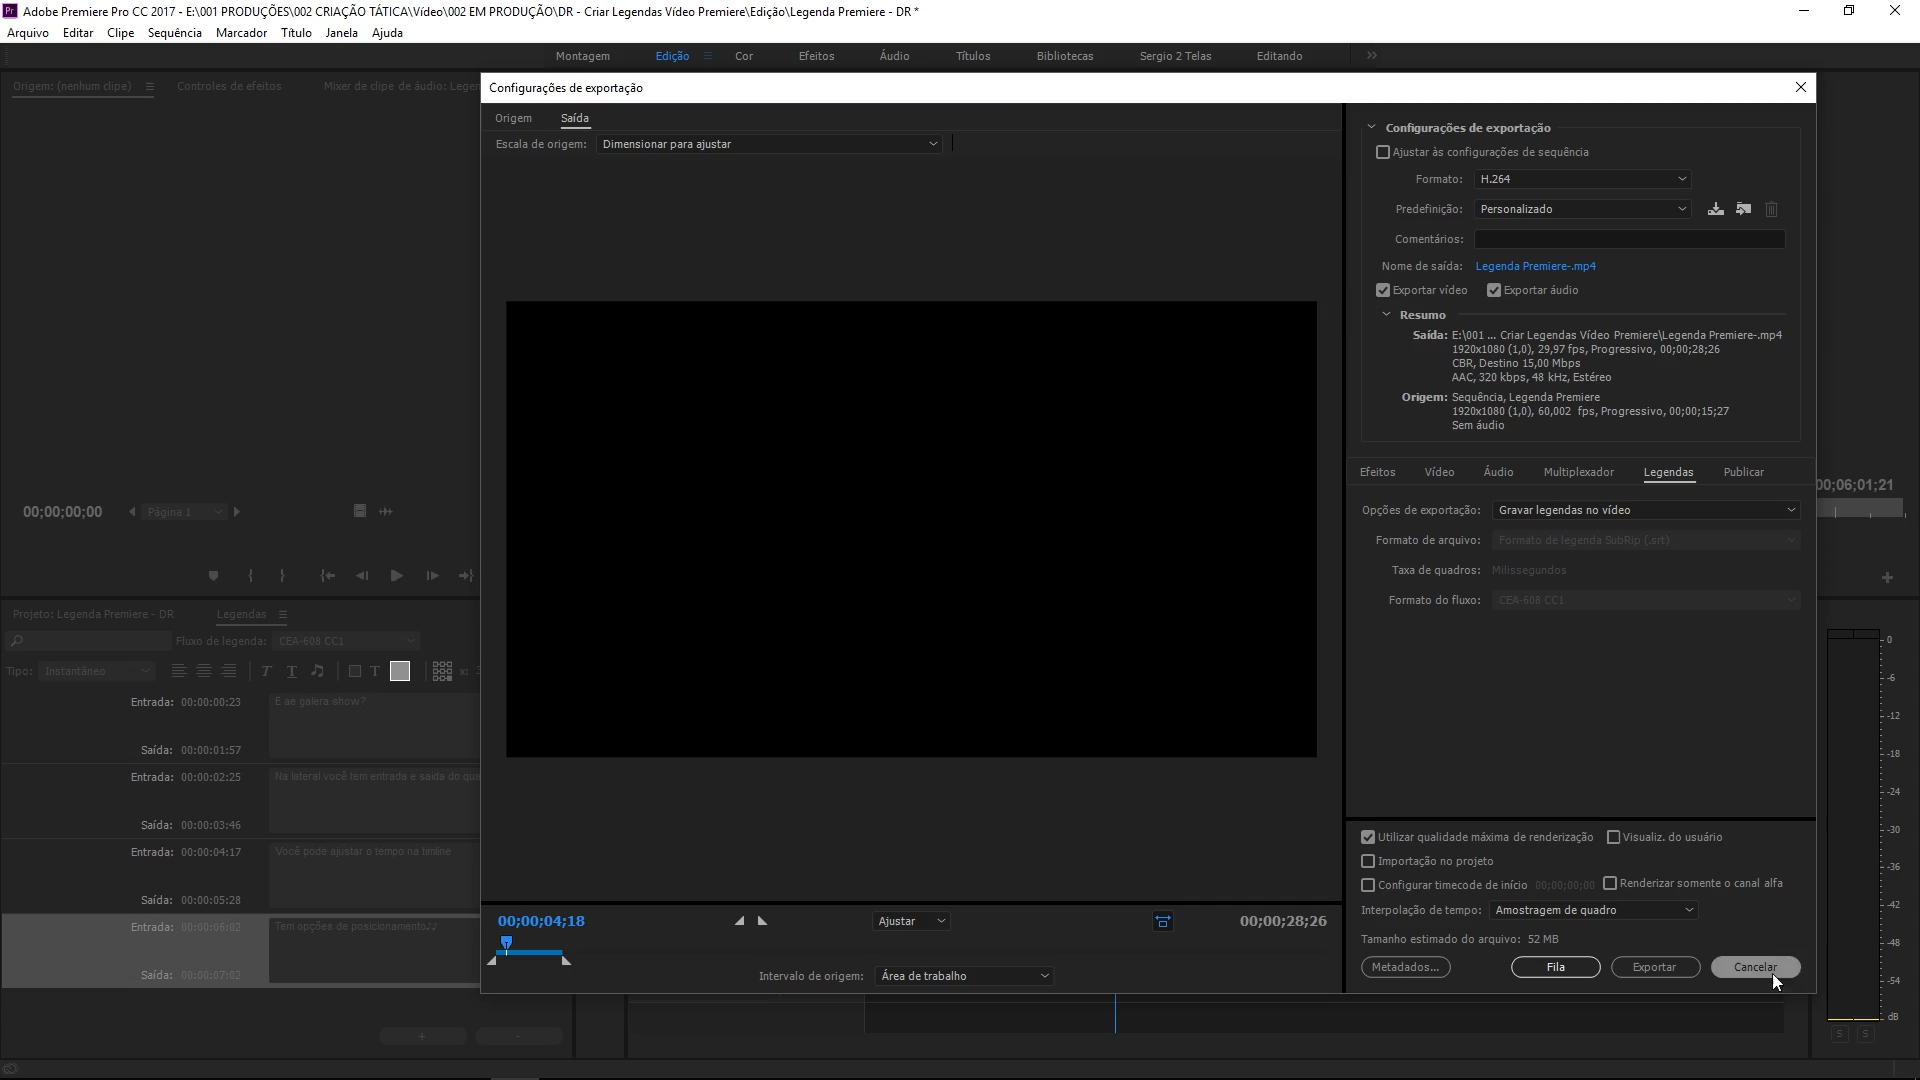 Pr Adobe Premiere Pro CC 2017 - E:\001 PRODUÇÕES\002 CRIAÇÃO TÁTICA\Vídeo\002 EM PRODUÇÃO\DR - Criar Legendas Vídeo Premiere\Edição\Legenda Premiere - DR *
Arquivo Editar Clipe Sequência Marcador Título Janela Ajuda
Montagem Edição Cor Efeitos Áudio Títulos Bibliotecas Sergio 2 Telas Editando >>
Origem: (nenhum clipe) Controles de efeitos Mixer de clipe de áudio:
Configurações de exportação
Origem Saída
Escala de origem: Dimensionar para ajustar
Configurações de exportação
Ajustar às configurações de sequência
Formato: H.264
Predefinição: Personalizado
Comentários:
Nome de saída: Legenda Premiere-.mp4
Exportar vídeo Exportar áudio
Resumo
Saída: E:\001 ... Criar Legendas Vídeo Premiere\Legenda Premiere-.mp4
1920x1080 (1,0), 29,97 fps, Progressivo, 00;00;28;26
CBR, Destino 15,00 Mbps
AAC, 320 kbps, 48 kHz, Estéreo
Origem: Sequência, Legenda Premiere
1920x1080 (1,0), 60,002 fps, Progressivo, 00;00;15;27
Sem áudio
Efeitos Vídeo Áudio Multiplexador Legendas Publicar
Opções de exportação: Gravar legendas no vídeo
Formato de arquivo: Formato de legenda SubRip (.srt)
Taxa de quadros: Milissegundos
Formato do fluxo: CEA-608 CC1
00;00;00;00 Página 1
00;06;01;21
Projeto: Legenda Premiere - DR Legendas
Fluxo de legenda: CEA-608 CC1
Tipo: Instantâneo T T T x:
Entrada: 00:00:00:23 E ae galera show?
Saída: 00:00:01:57
Entrada: 00:00:02:25 Na lateral você tem entrada e saida do
Saída: 00:00:03:46
Entrada: 00:00:04:17 Você pode ajustar o tempo na timline
Saída: 00:00:05:28
Entrada: 00:00:06:02 Tem opções de posicionamento♪♪
Saída: 00:00:07:02
+ -
00;00;04;18 Ajustar 00;00;28;26
Intervalo de origem: Área de trabalho
Utilizar qualidade máxima de renderização Visualiz. do usuário
Importação no projeto
Configurar timecode de início 00;00;00;00 Renderizar somente o canal alfa
Interpolação de tempo: Amostragem de quadro
Tamanho estimado do arquivo: 52 MB
Metadados... Fila Exportar Cancelar
0
-6
-12
-18
-24
-30
-36
-42
-48
-54
dB
S S